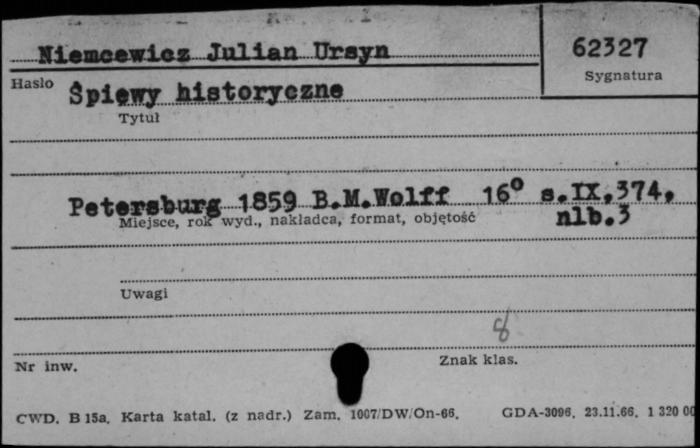 Niemcewicz Julian Ursyn
62327
Hasło
Sygnatura
Śpiewy historyczne
Tytuł
Petersburg 1859 B.M.Wolff 16° s.IX,374,
nlb.3
Miejsce, rok wyd., nakładca, format, objętość
Uwagi
8
Nr inw.
Znak klas.
CWD. B 15a. Karta katal. (z nadr.) Zam. 1007/DW/On-66. GDA-3096. 23.11.66. 1 320 00